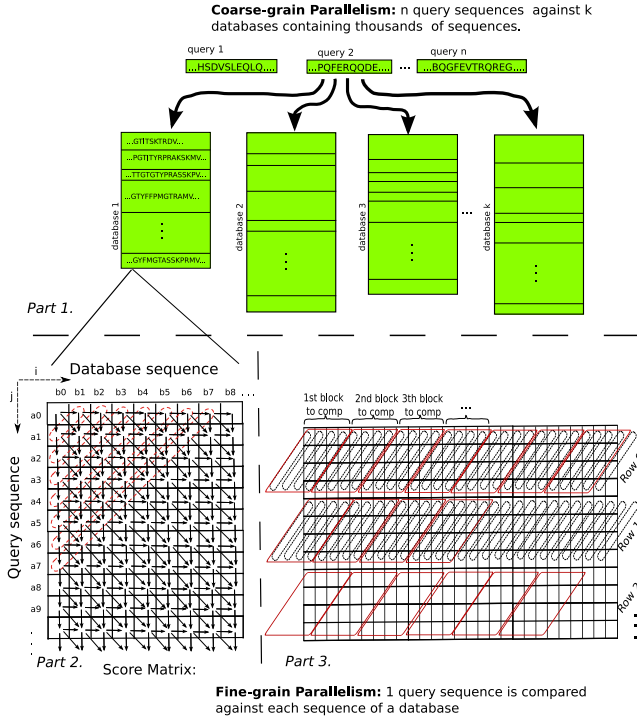 Coarse-grain Parallelism: n query sequences against k
databases containing thousands of sequences.
query 1
query 2
query n
...HSDVSLEQLQ....
...PQFERQQDE...
...
...BQGFEVTRQREG....
...GTITSKTRDV...
...PGTITYRPRAKSKMV...
...TTGTGTYPRASSKPV...
...GTYFFPMGTRAMV...
...GYFMGTASSKPRMV...
database 1
database 2
database 3
...
database k
Part 1.
i
j
Database sequence
b0 b1 b2 b3 b4 b5 b6 b7 b8 ...
Query sequence
a0
a1
a2
a3
a4
a5
a6
a7
a8
a9
Part 2.
Score Matrix:
1st block
to comp
2nd block
to comp
3th block
to comp
...
Row 1
Part 3.
Fine-grain Parallelism: 1 query sequence is compared
against each sequence of a database